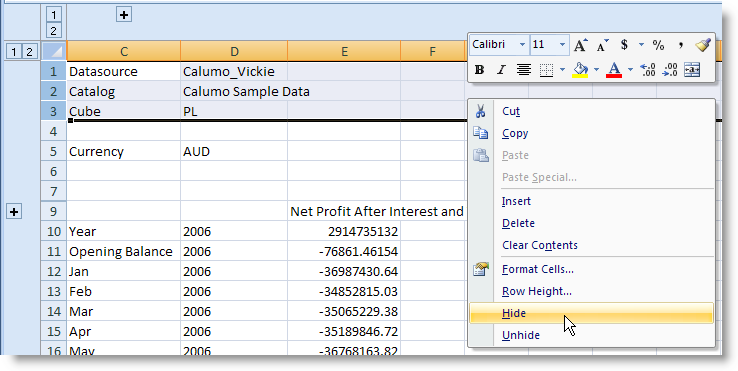 1
2
1 2 C D E F
Calibri 11 A A $ % ,
B I A .00 .0
1 Datasource Calumo_Vickie
2 Catalog Calumo Sample Data
3 Cube PL
4
5 Currency AUD
6
7
9 Net Profit After Interest and
10 Year 2006 2914735132
11 Opening Balance 2006 -76861.46154
12 Jan 2006 -36987430.64
13 Feb 2006 -34852815.03
14 Mar 2006 -35065229.38
15 Apr 2006 -35189846.72
16 May 2006 -36768163.82
Cut
Copy
Paste
Paste Special...
Insert
Delete
Clear Contents
Format Cells...
Row Height...
Hide
Unhide